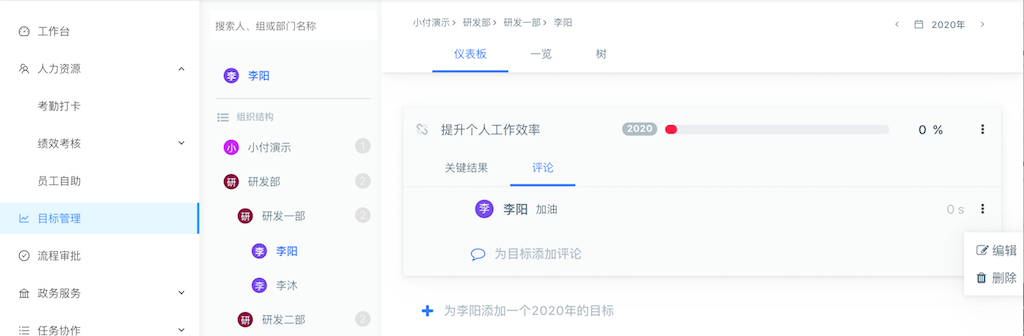 工作台
人力资源
考勤打卡
绩效考核
员工自助
目标管理
流程审批
政务服务
任务协作
搜索人、组或部门名称
李 李阳
组织结构
小 小付演示 1
研 研发部 2
研 研发一部 2
李 李阳
李 李沐
研 研发二部 2
小付演示 > 研发部 > 研发一部 > 李阳
< 2020年 >
仪表板 一览 树
提升个人工作效率 2020 0 %
关键结果 评论
李 李阳 加油 0 s
编辑
删除
为目标添加评论
为李阳添加一个2020年的目标